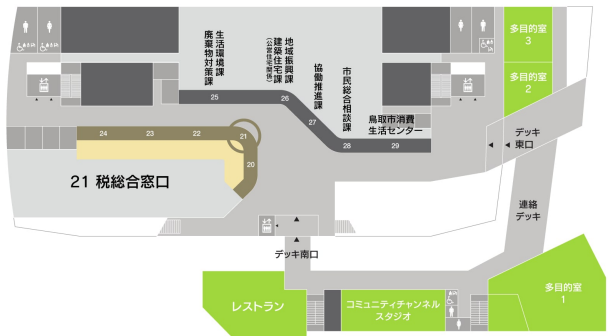 多目的室
3
多目的室
2
生活環境課
廃棄物対策課
地域振興課
建築住宅課
(公営住宅関係)
協働推進課
市民総合相談課
鳥取市消費
生活センター
25
26
27
28
29
24
23
22
21
20
21 税総合窓口
デッキ
東口
連絡
デッキ
デッキ南口
レストラン
コミュニティチャンネル
スタジオ
多目的室
1